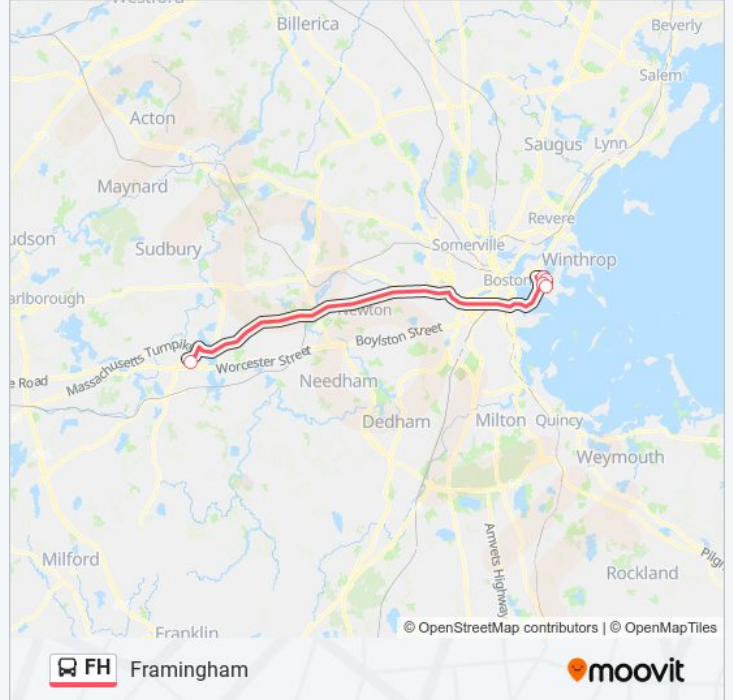 Westford
Billerica
Beverly
Salem
Acton
Saugus
Lynn
Maynard
Revere
udson
Sudbury
Somerville
Winthrop
Boston
arlborough
Newton
Massachusetts Turnpike
Boylston Street
Worcester Street
e Road
Needham
Dedham
Milton
Quincy
Weymouth
Amvets Highway
Pilgri
Milford
Rockland
Franklin
© OpenStreetMap contributors | © OpenMapTiles
FH Framingham
moovit